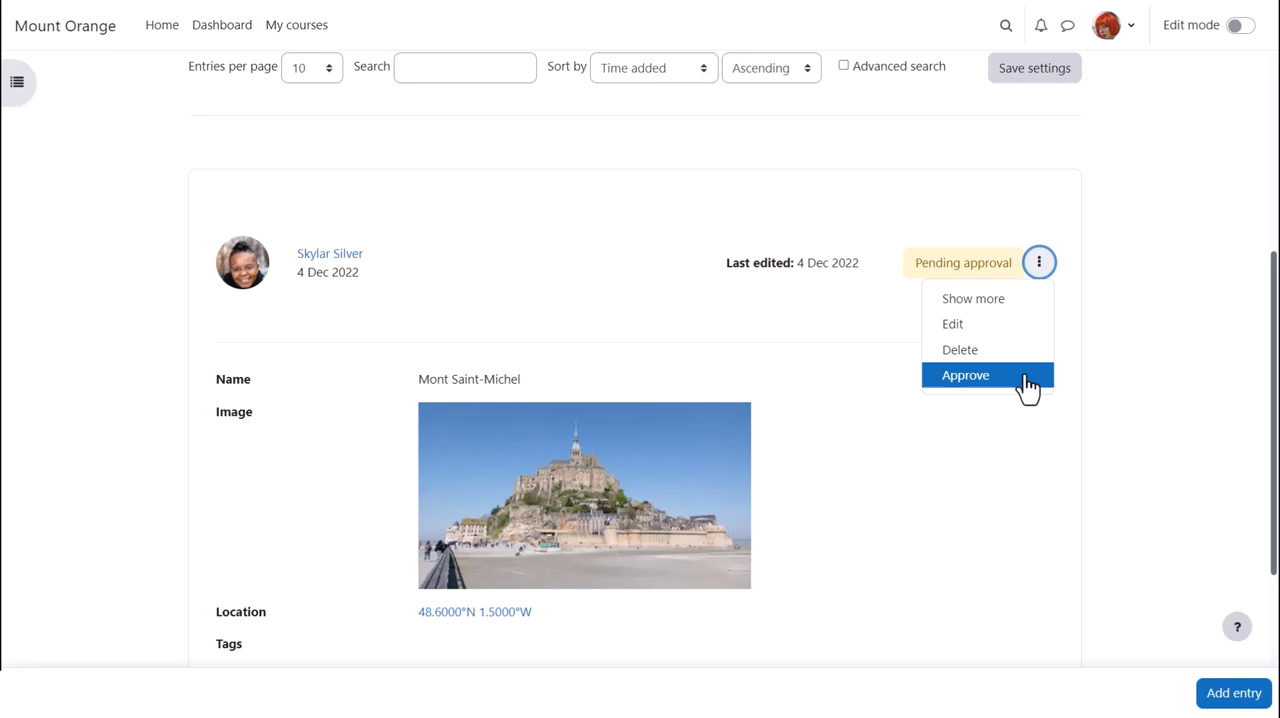 Mount Orange Home Dashboard My courses Edit mode
Entries per page 10 Search Sort by Time added Ascending Advanced search Save settings
Skylar Silver
4 Dec 2022
Last edited: 4 Dec 2022 Pending approval
Show more
Edit
Delete
Approve
Name Mont Saint-Michel
Image
Location 48.6000°N 1.5000°W
Tags
?
Add entry